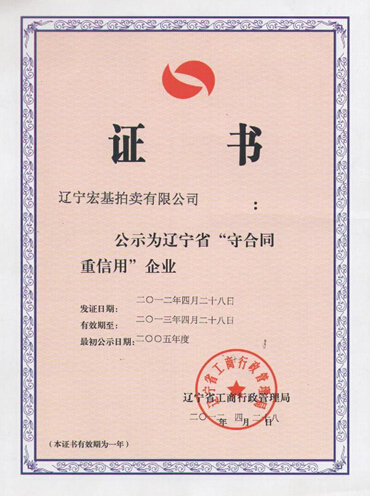 证 书
辽宁宏基拍卖有限公司 :
公示为辽宁省“守合同
重信用”企业
发证日期:二〇一二年四月二十八日
有效期至:二〇一三年四月二十八日
最初公示日期:二〇〇五年度
辽宁省工商行政管理局
辽宁省工商行政管理局
二〇一二年四月二十八日
(本证书有效期为一年)